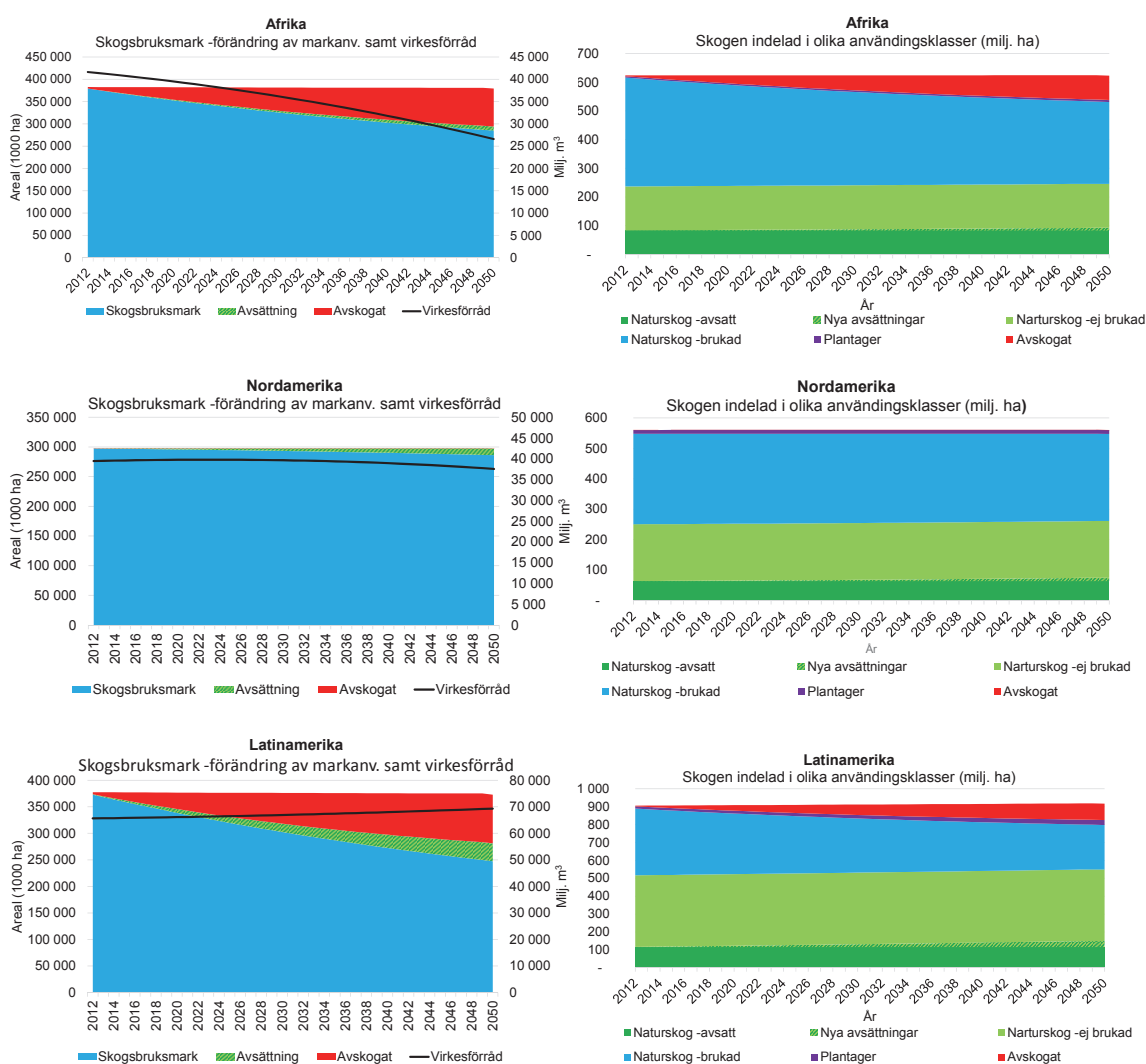 Afrika
Skogsbruksmark -förändring av markanv. samt virkesförråd
450 000
400 000
350 000
300 000
250 000
200 000
150 000
100 000
50 000
0
Areal (1000 ha)
45 000
40 000
35 000
30 000
25 000
20 000
15 000
10 000
5 000
0
Milj. m³
2012 2014 2016 2018 2020 2022 2024 2026 2028 2030 2032 2034 2036 2038 2040 2042 2044 2046 2048 2050
Skogsbruksmark Avsättning Avskogat Virkesförråd
Afrika
Skogen indelad i olika användingsklasser (milj. ha)
700
600
500
400
300
200
100
-
2012 2014 2016 2018 2020 2022 2024 2026 2028 2030 2032 2034 2036 2038 2040 2042 2044 2046 2048 2050
År
Naturskog -avsatt Nya avsättningar Narturskog -ej brukad
Naturskog -brukad Plantager Avskogat
Nordamerika
Skogsbruksmark -förändring av markanv. samt virkesförråd
350 000
300 000
250 000
200 000
150 000
100 000
50 000
0
Areal (1000 ha)
50 000
45 000
40 000
35 000
30 000
25 000
20 000
15 000
10 000
5 000
0
Milj. m³
2012 2014 2016 2018 2020 2022 2024 2026 2028 2030 2032 2034 2036 2038 2040 2042 2044 2046 2048 2050
Skogsbruksmark Avsättning Avskogat Virkesförråd
Nordamerika
Skogen indelad i olika användingsklasser (milj. ha)
600
500
400
300
200
100
-
2012 2014 2016 2018 2020 2022 2024 2026 2028 2030 2032 2034 2036 2038 2040 2042 2044 2046 2048 2050
År
Naturskog -avsatt Nya avsättningar Narturskog -ej brukad
Naturskog -brukad Plantager Avskogat
Latinamerika
Skogsbruksmark -förändring av markanv. samt virkesförråd
400 000
350 000
300 000
250 000
200 000
150 000
100 000
50 000
0
Areal (1000 ha)
80 000
70 000
60 000
50 000
40 000
30 000
20 000
10 000
0
Milj. m³
2012 2014 2016 2018 2020 2022 2024 2026 2028 2030 2032 2034 2036 2038 2040 2042 2044 2046 2048 2050
Skogsbruksmark Avsättning Avskogat Virkesförråd
Latinamerika
Skogen indelad i olika användingsklasser (milj. ha)
1 000
900
800
700
600
500
400
300
200
100
-
2012 2014 2016 2018 2020 2022 2024 2026 2028 2030 2032 2034 2036 2038 2040 2042 2044 2046 2048 2050
År
Naturskog -avsatt Nya avsättningar Narturskog -ej brukad
Naturskog -brukad Plantager Avskogat